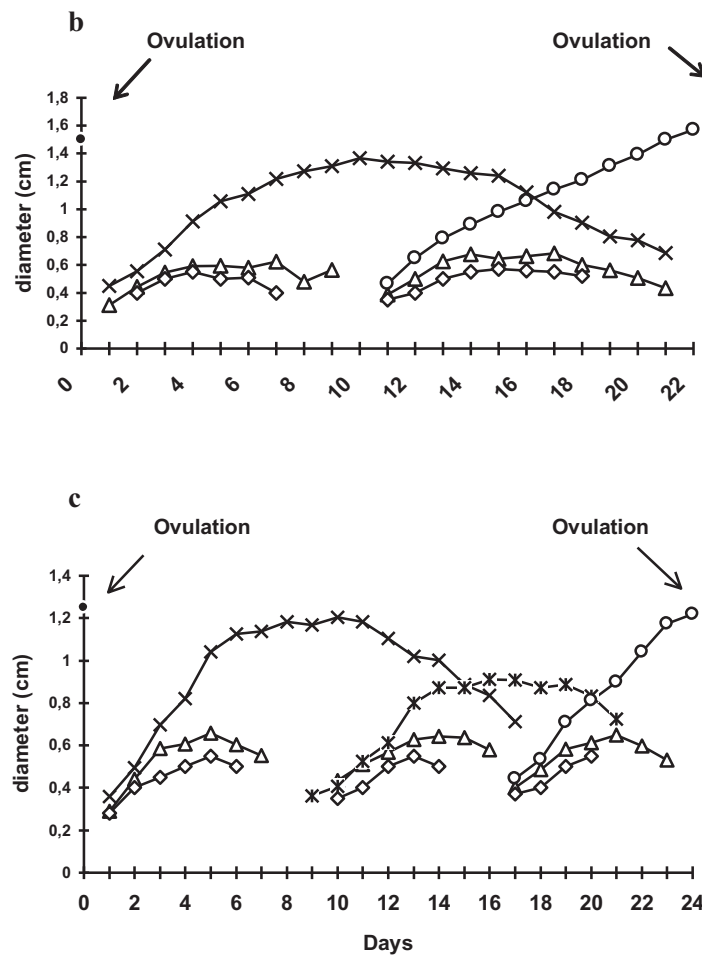 b
Ovulation Ovulation
1,8
1,6
1,4
1,2
1
0,8
0,6
0,4
0,2
0
diameter (cm)
0 2 4 6 8 10 12 14 16 18 20 22
c
Ovulation Ovulation
1,4
1,2
1
0,8
0,6
0,4
0,2
0
diameter (cm)
0 2 4 6 8 10 12 14 16 18 20 22 24
Days